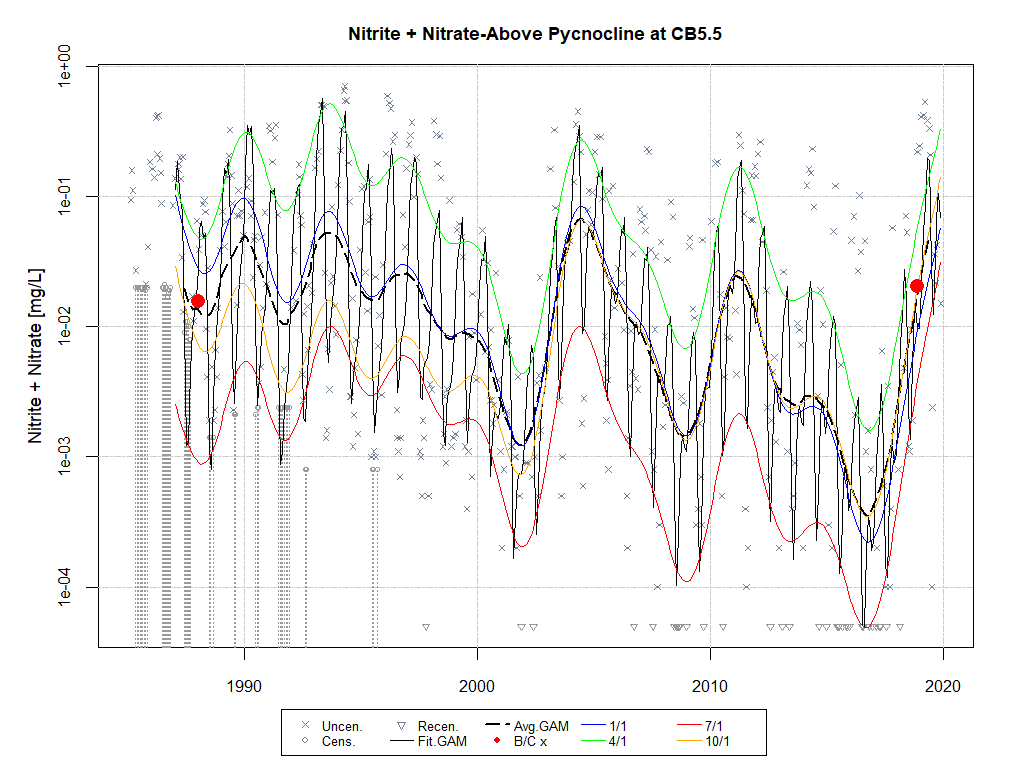 Nitrite + Nitrate-Above Pycnocline at CB5.5
Nitrite + Nitrate [mg/L]
1e+00
1e-01
1e-02
1e-03
1e-04
1990 2000 2010 2020
Uncen. Recen. Avg.GAM 1/1 7/1
Cens. Fit.GAM B/C x 4/1 10/1